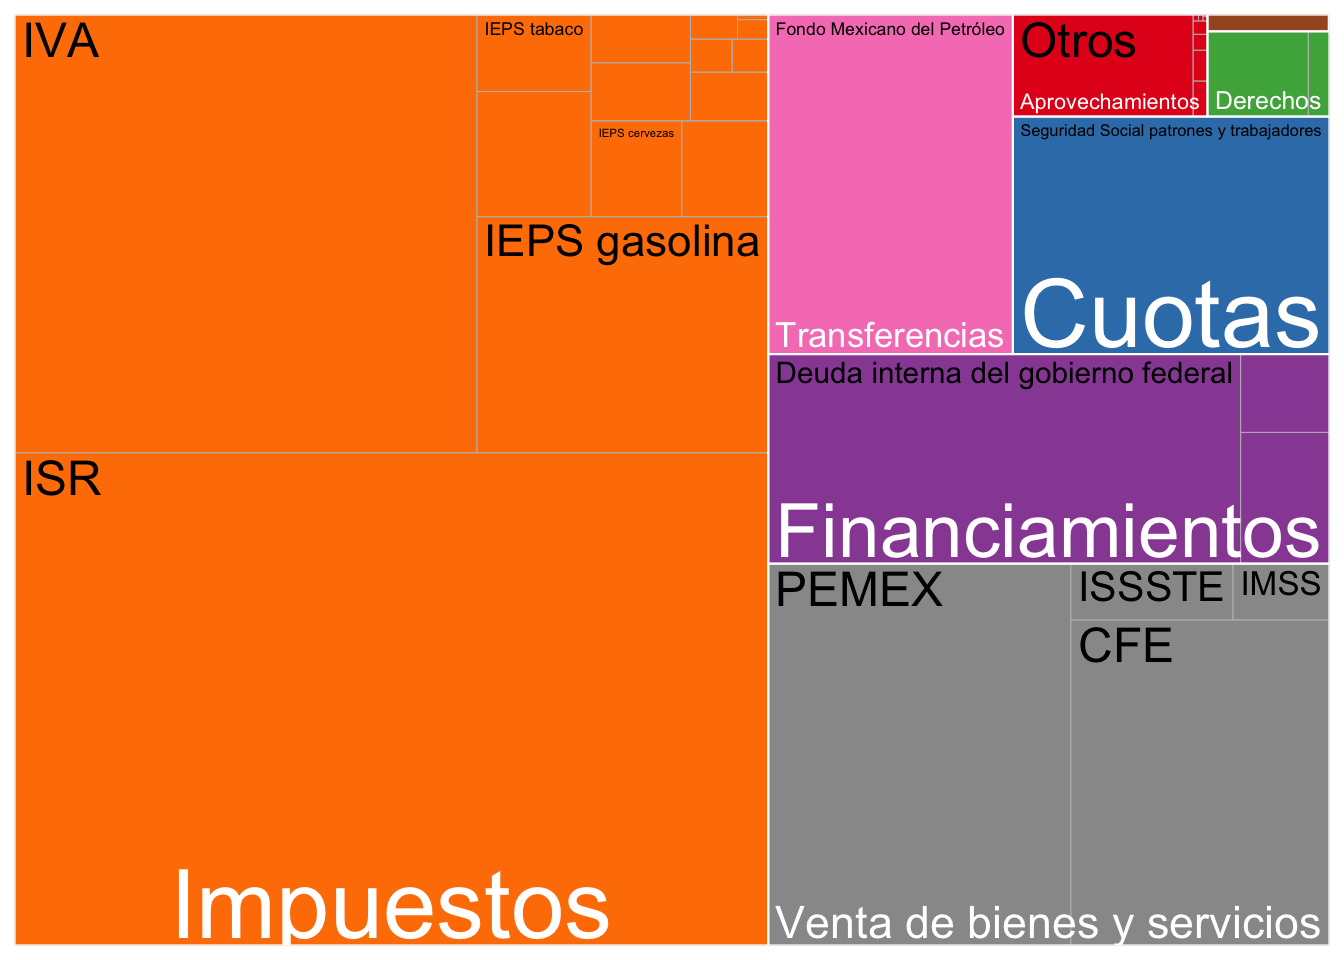 IVA
IEPS tabaco
IEPS cervezas
IEPS gasolina
ISR
Impuestos
Fondo Mexicano del Petróleo
Transferencias
Otros
Aprovechamientos
Derechos
Seguridad Social patrones y trabajadores
Cuotas
Deuda interna del gobierno federal
Financiamientos
PEMEX
ISSSTE
IMSS
CFE
Venta de bienes y servicios